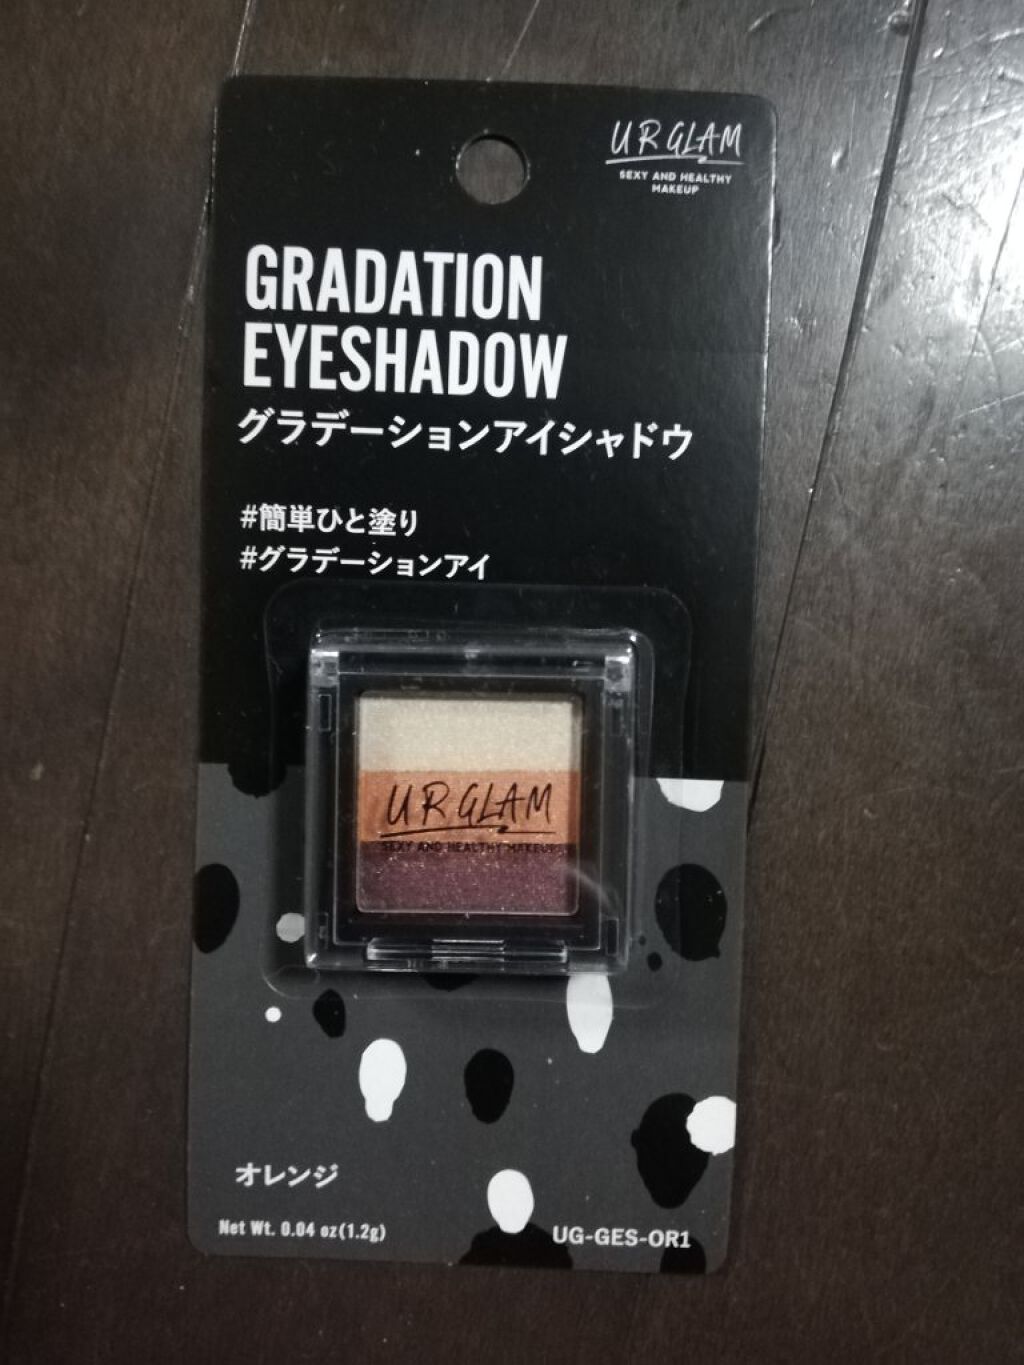 UR GLAM
SEXY AND HEALTHY
MAKEUP
GRADATION
EYESHADOW
グラデーションアイシャドウ
#簡単ひと塗り
#グラデーションアイ
UR GLAM
SEXY AND HEALTHY MAKEUP
オレンジ
Net Wt. 0.04 oz(1.2g)
UG-GES-OR1